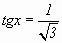 tgx = 1/√3